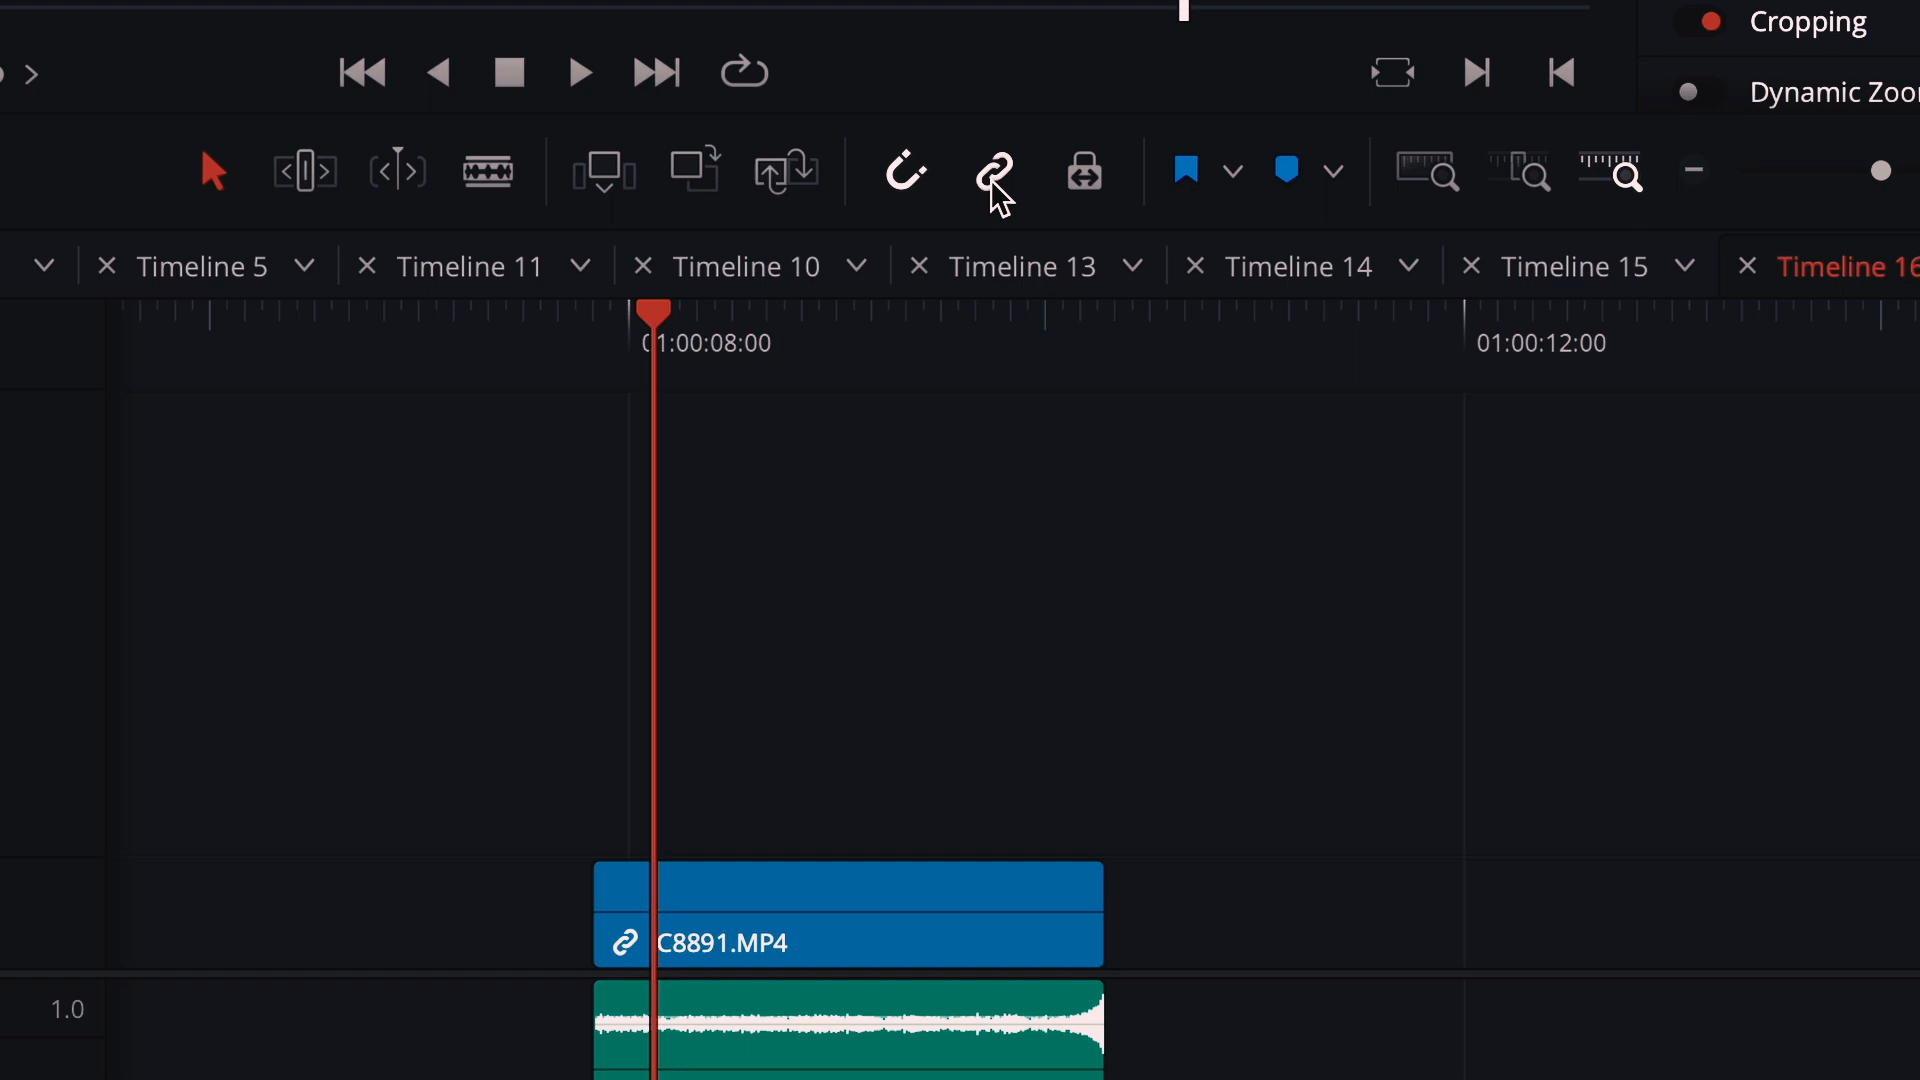 Cropping
Dynamic Zoo
Timeline 5
Timeline 11
Timeline 10
Timeline 13
Timeline 14
Timeline 15
Timeline 16
01:00:08:00
01:00:12:00
C8891.MP4
1.0